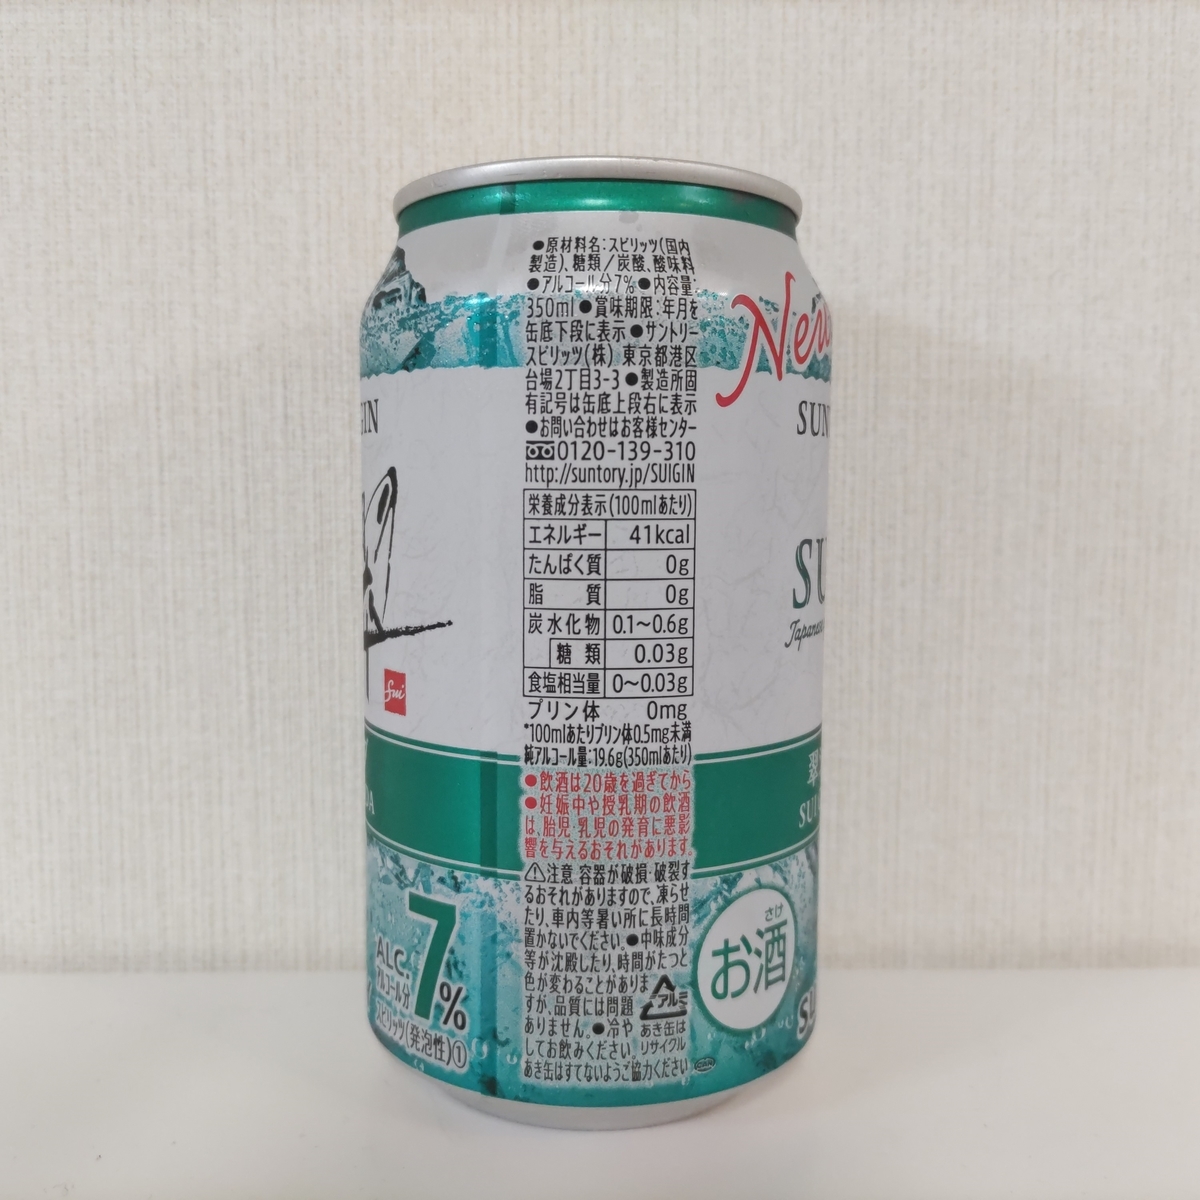 ●原材料名:スピリッツ(国内
製造)、糖類/炭酸、酸味料
●アルコール分7%●内容量:
350ml●賞味期限:年月を
缶底下段に表示●サントリー
スピリッツ(株) 東京都港区
台場2丁目3-3●製造所固
有記号は缶底上段右に表示
●お問い合わせはお客様センター
0120-139-310
http://suntory.jp/SUIGIN
栄養成分表示(100mlあたり)
エネルギー 41kcal
たんぱく質 0g
脂質 0g
炭水化物 0.1~0.6g
糖類 0.03g
食塩相当量 0~0.03g
プリン体 0mg
*100mlあたりプリン体0.5mg未満
純アルコール量:19.6g(350mlあたり)
●飲酒は20歳を過ぎてから
●妊娠中や授乳期の飲酒
は、胎児・乳児の発育に悪影
響を与えるおそれがあります。
⚠注意 容器が破損・破裂す
るおそれがありますので、凍らせ
たり、車内等暑い所に長時間
置かないでください。●中味成分
等が沈殿したり、時間がたつと
色が変わることがありま
すが、品質には問題
ありません。●冷や
してお飲みください。
あき缶はすてないようご協力ください
アルミ
あき缶は
リサイクル
GIN
Sui
DA
ALC.
アルコール分
7%
スピリッツ(発泡性)①
New
SUN
SU
Japanese
翠
SUI
さけ
お酒
SU